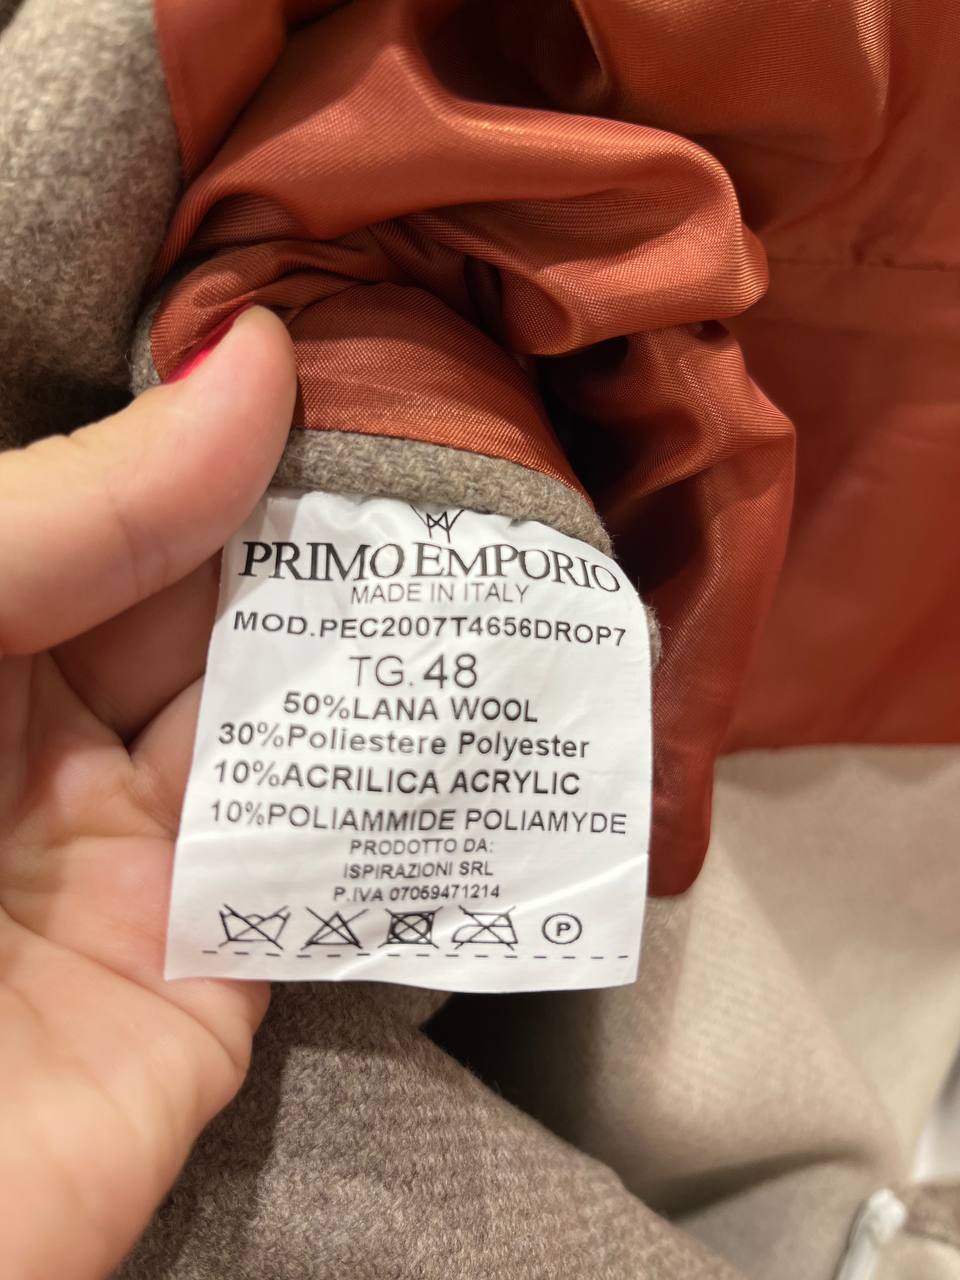 PRIMO EMPORIO
MADE IN ITALY
MOD.PEC2007T4656DROP7
TG. 48
50%LANA WOOL
30%Poliestere Polyester
10%ACRILICA ACRYLIC
10%POLIAMMIDE POLIAMYDE
PRODOTTO DA:
ISPIRAZIONI SRL
P.IVA 07069471214
P